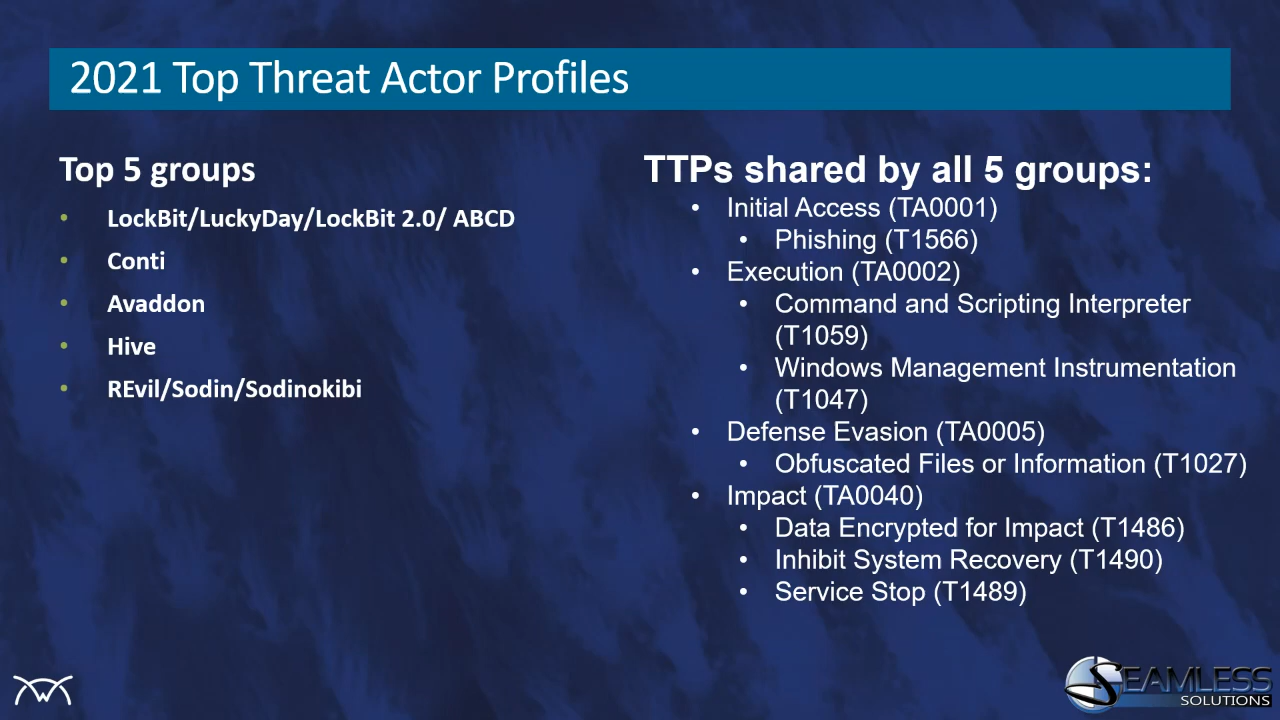 2021 Top Threat Actor Profiles
Top 5 groups
• LockBit/LuckyDay/LockBit 2.0/ ABCD
• Conti
• Avaddon
• Hive
• REvil/Sodin/Sodinokibi
TTPs shared by all 5 groups:
• Initial Access (TA0001)
• Phishing (T1566)
• Execution (TA0002)
• Command and Scripting Interpreter
(T1059)
• Windows Management Instrumentation
(T1047)
• Defense Evasion (TA0005)
• Obfuscated Files or Information (T1027)
• Impact (TA0040)
• Data Encrypted for Impact (T1486)
• Inhibit System Recovery (T1490)
• Service Stop (T1489)
SEAMLESS
SOLUTIONS